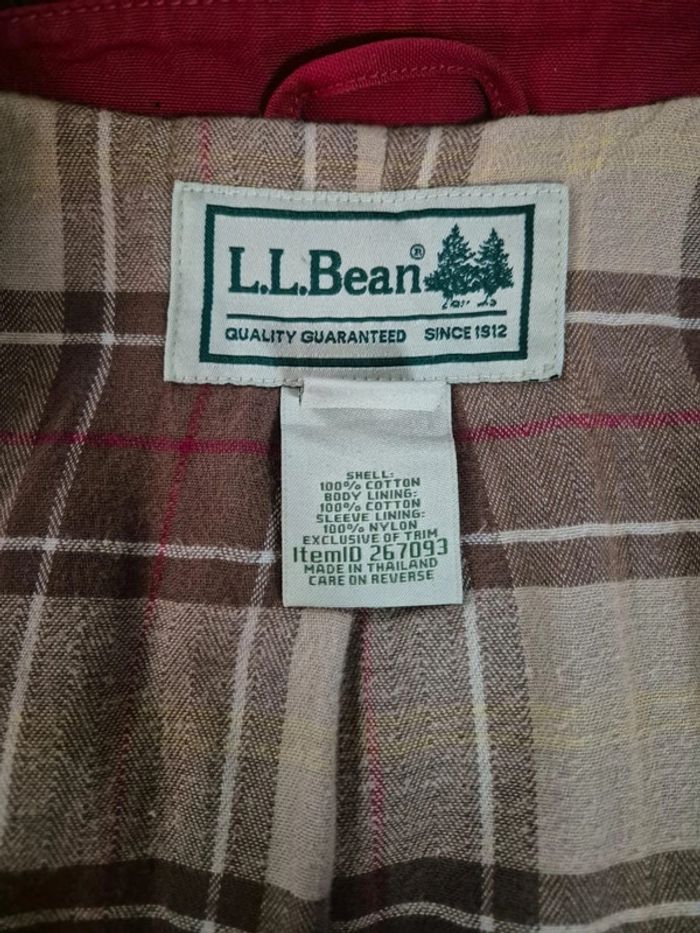 L.L.Bean®
QUALITY GUARANTEED SINCE 1912
SHELL:
100% COTTON
BODY LINING:
100% COTTON
SLEEVE LINING:
100% NYLON
EXCLUSIVE OF TRIM
ItemID 267093
MADE IN THAILAND
CARE ON REVERSE